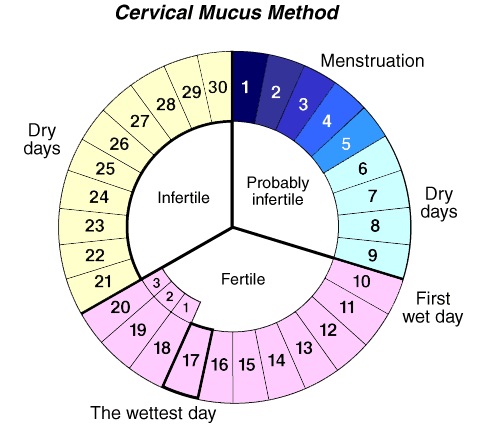 Cervical Mucus Method
Menstruation
1
2
3
4
5
6
7
8
9
Dry
days
10
First
wet day
11
12
13
14
15
16
17
The wettest day
18
19
20
21
22
23
24
25
26
27
28
29
30
Dry
days
Infertile
Probably
infertile
Fertile
1
2
3